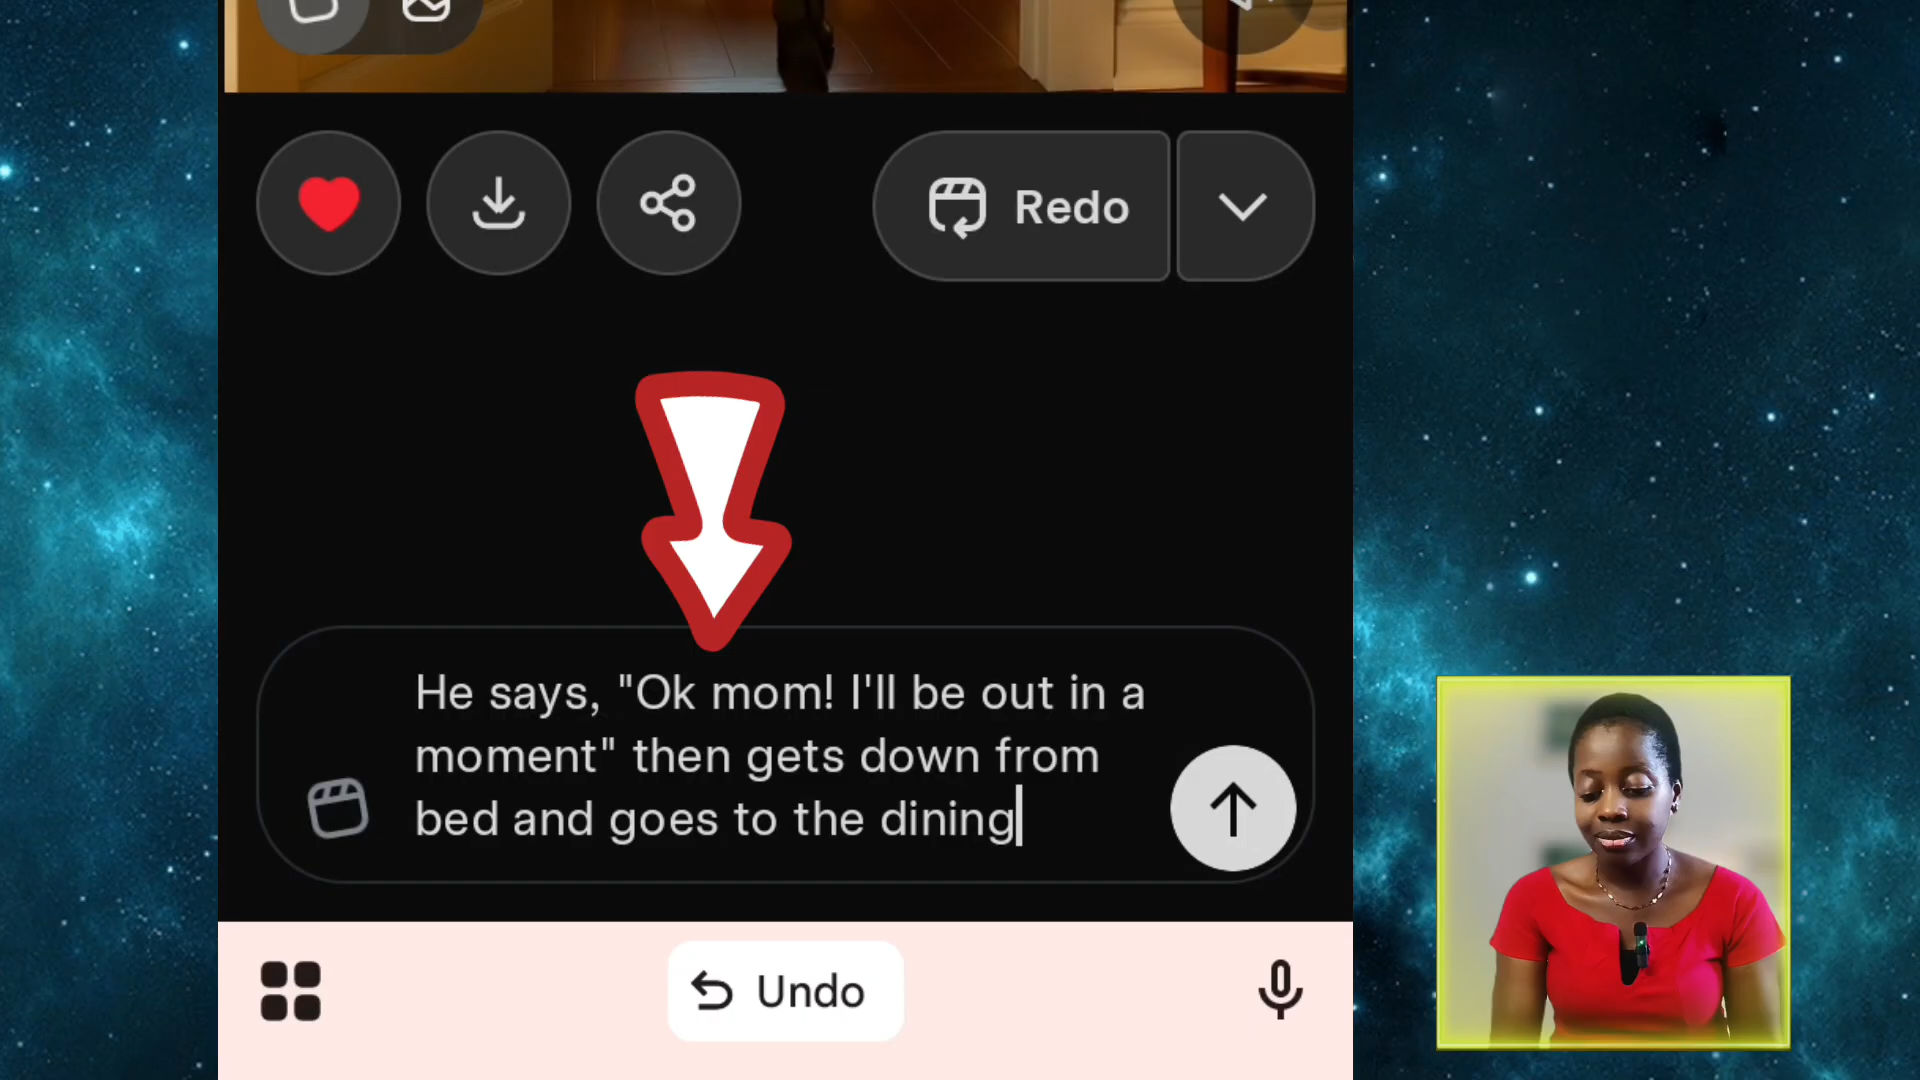 Redo
He says, "Ok mom! I'll be out in a
moment" then gets down from
bed and goes to the dining
Undo